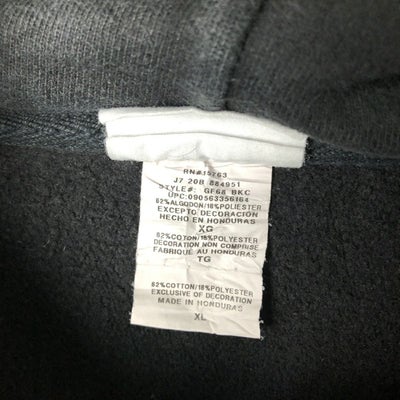 RN#15763
J7 20B 884951
STYLE#: GF68 BKC
UPC:090563356164
82%ALGODON/18%POLIESTER
EXCEPTO DECORACION
HECHO EN HONDURAS
XG
82%COTON/18%POLYESTER
DECORATION NON COMPRISE
FABRIQUÉ AU HONDURAS
TG
82%COTTON/18%POLYESTER
EXCLUSIVE OF DECORATION
MADE IN HONDURAS
XL